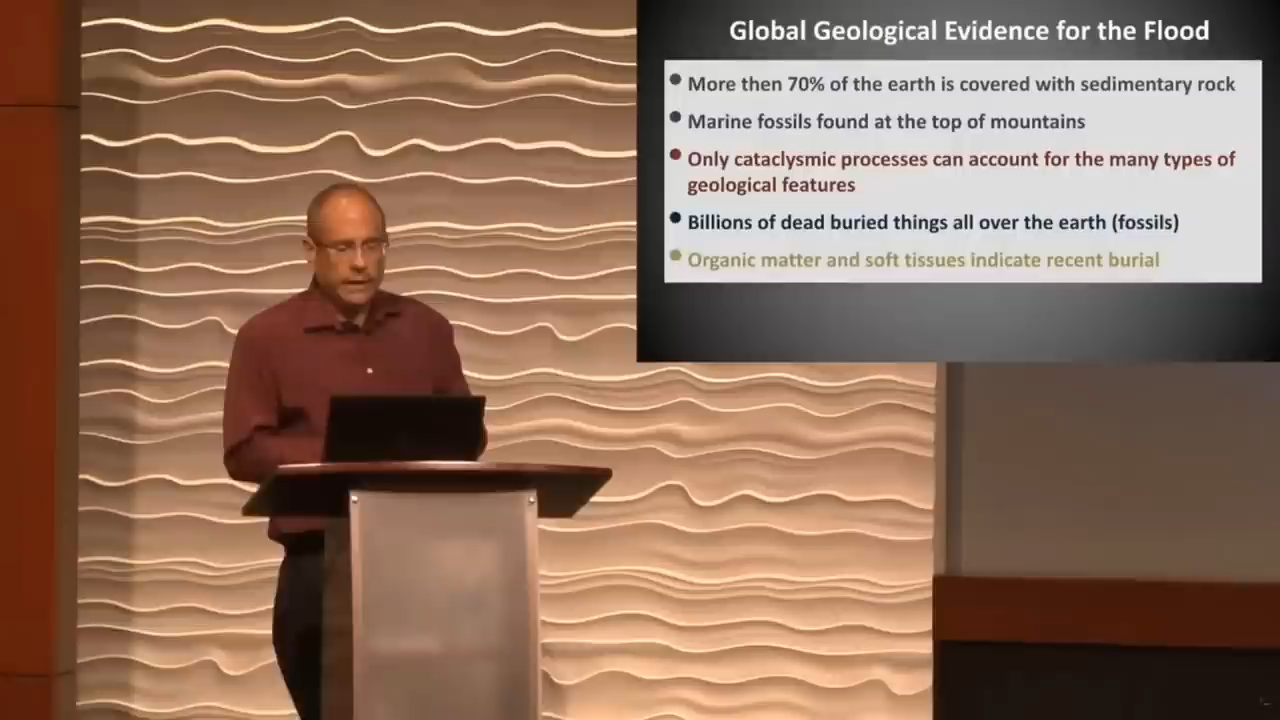 Global Geological Evidence for the Flood
More then 70% of the earth is covered with sedimentary rock
Marine fossils found at the top of mountains
Only cataclysmic processes can account for the many types of
geological features
Billions of dead buried things all over the earth (fossils)
Organic matter and soft tissues indicate recent burial